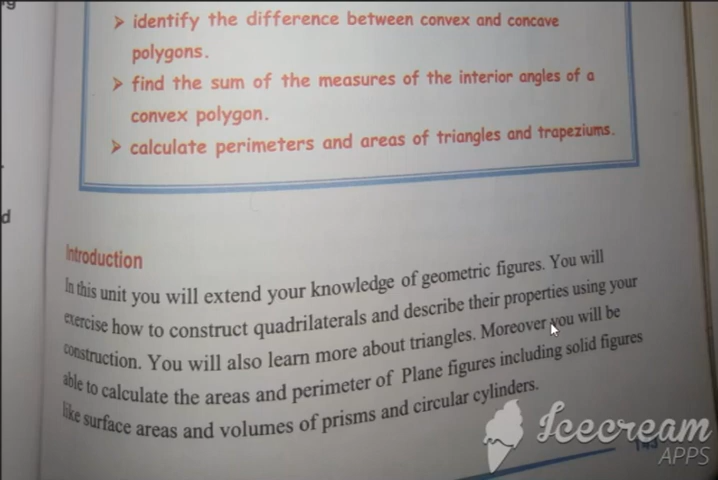 ➤ identify the difference between convex and concave
polygons.
➤ find the sum of the measures of the interior angles of a
convex polygon.
➤ calculate perimeters and areas of triangles and trapeziums.
d
Introduction
In this unit you will extend your knowledge of geometric figures. You will
exercise how to construct quadrilaterals and describe their properties using your
construction. You will also learn more about triangles. Moreover you will be
able to calculate the areas and perimeter of Plane figures including solid figures
like surface areas and volumes of prisms and circular cylinders.
Icecream
APPS